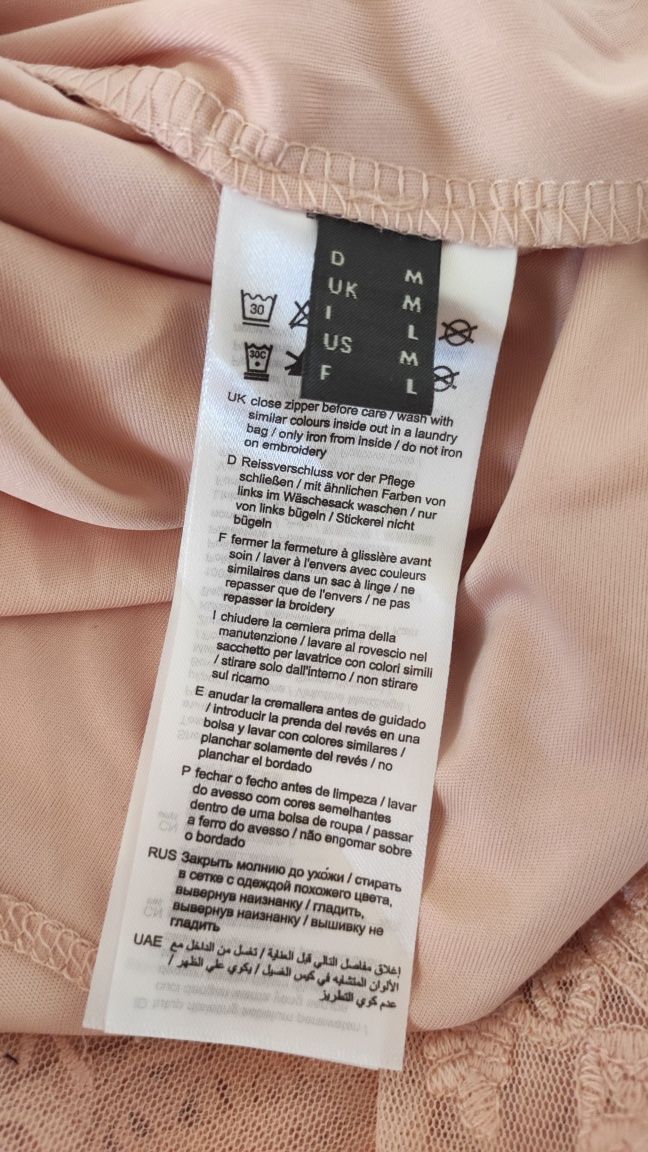 D M
UK M
I L
US M
F L
30
30C
UK close zipper before care / wash with
similar colours inside out in a laundry
bag / only iron from inside / do not iron
on embroidery
D Reissverschluss vor der Pflege
schließen / mit ähnlichen Farben von
links im Wäschesack waschen / nur
von links bügeln / Stickerei nicht
bügeln
F fermer la fermeture à glissière avant
soin / laver à l'envers avec couleurs
similaires dans un sac à linge / ne
repasser que de l'envers / ne pas
repasser la broidery
I chiudere la cerniera prima della
manutenzione / lavare al rovescio nel
sacchetto per lavatrice con colori simili
/ stirare solo dall'interno / non stirare
sul ricamo
E anudar la cremallera antes de guidado
/ introducir la prenda del revés en una
bolsa y lavar con colores similares /
planchar solamente del revés / no
planchar el bordado
P fechar o fecho antes de limpeza / lavar
do avesso com cores semelhantes
dentro de uma bolsa de roupa / passar
a ferro do avesso / não engomar sobre
o bordado
RUS Закрыть молнию до ухожи / стирать
в сетке с одеждой похожего цвета,
вывернув наизнанку / гладить,
вывернув наизнанку / вышивку не
гладить
UAE إغلاق مفاصل التالي قبل العناية / تغسل من الداخل مع
الألوان المتشابه في كيس الغسيل / يكوي علي الظهر /
عدم كوي التطريز